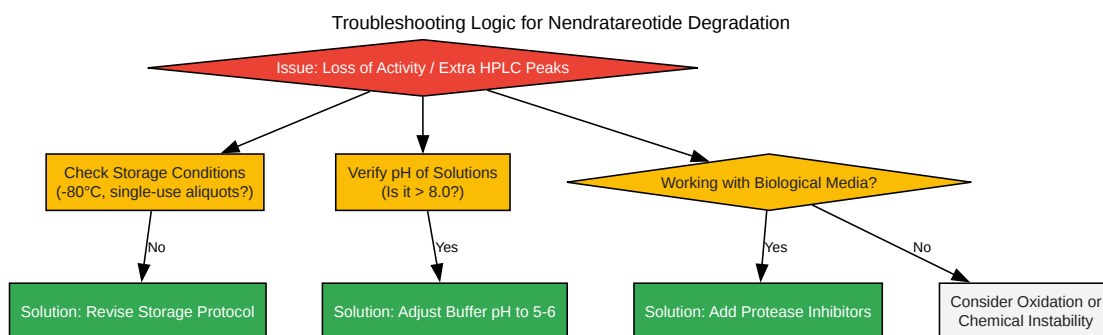 Troubleshooting Logic for Nendratareotide Degradation
Issue: Loss of Activity / Extra HPLC Peaks
Check Storage Conditions
(-80°C, single-use aliquots?)
Verify pH of Solutions
(Is it > 8.0?)
Working with Biological Media?
No
Yes
Yes
No
Solution: Revise Storage Protocol
Solution: Adjust Buffer pH to 5-6
Solution: Add Protease Inhibitors
Consider Oxidation or
Chemical Instability